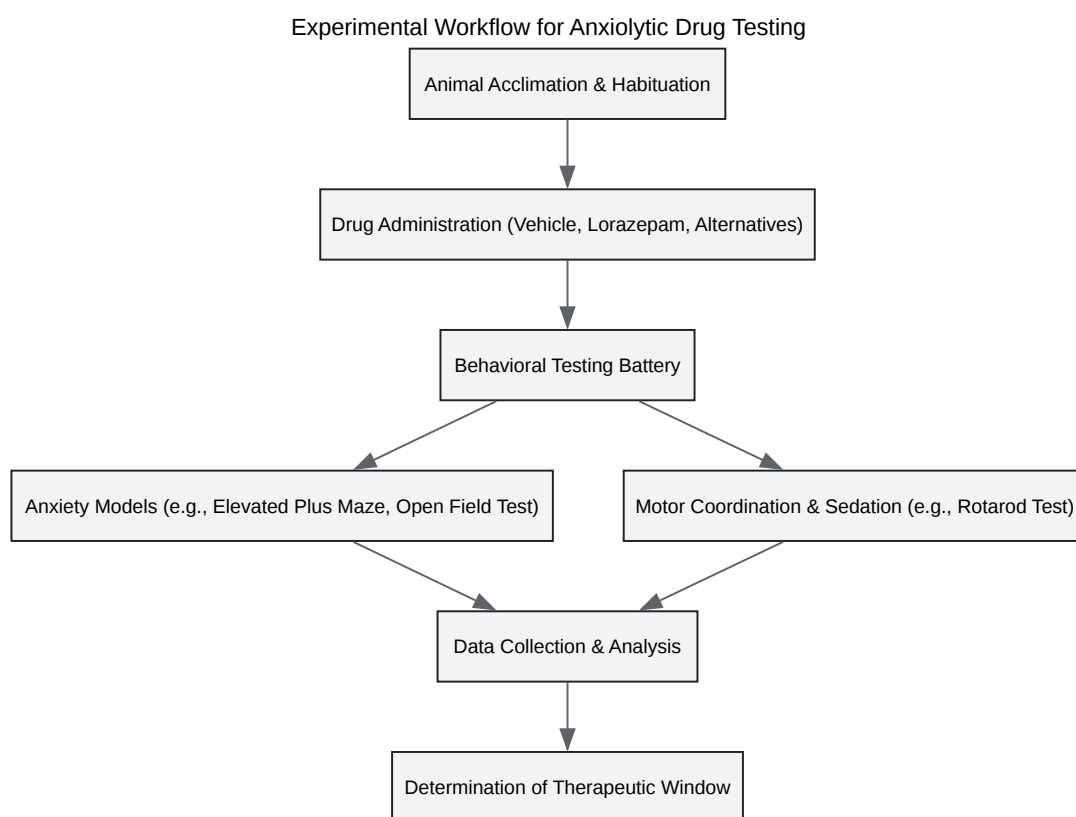 Experimental Workflow for Anxiolytic Drug Testing
Animal Acclimation & Habituation
Drug Administration (Vehicle, Lorazepam, Alternatives)
Behavioral Testing Battery
Anxiety Models (e.g., Elevated Plus Maze, Open Field Test)
Motor Coordination & Sedation (e.g., Rotarod Test)
Data Collection & Analysis
Determination of Therapeutic Window